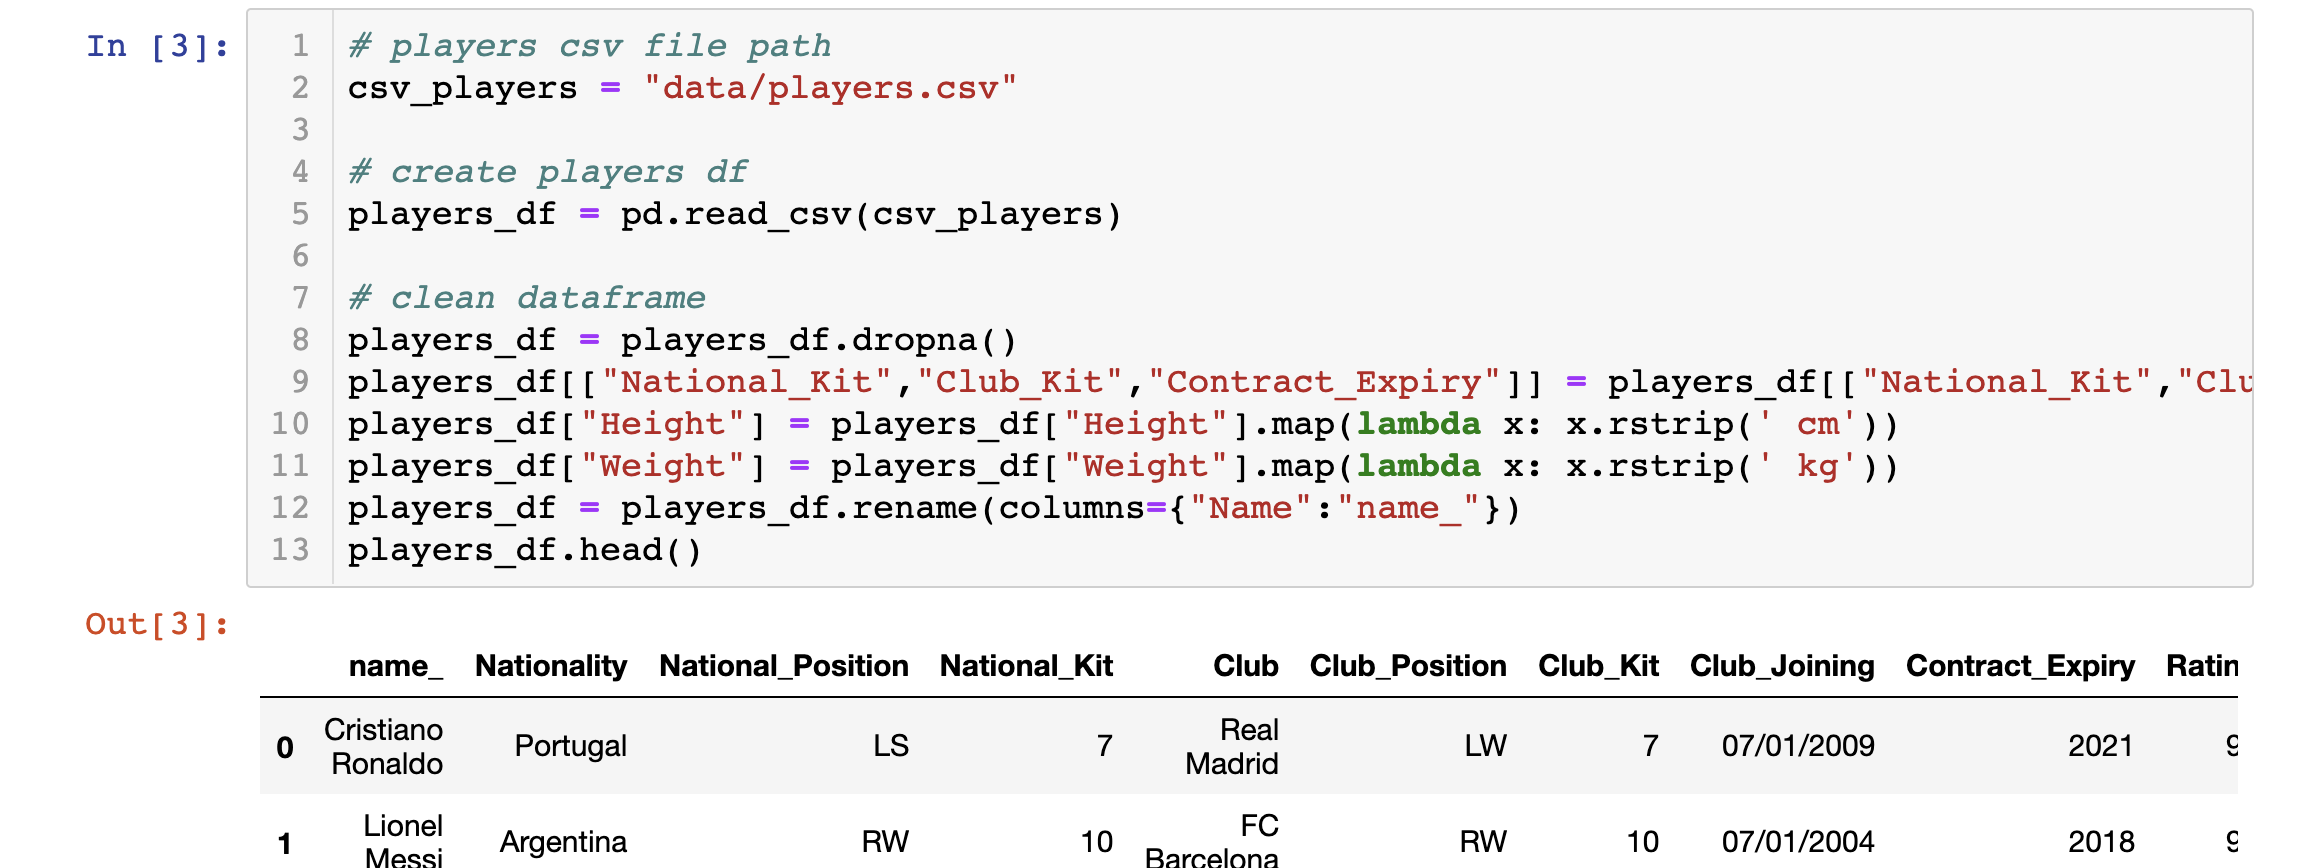 In [3]:
1 # players csv file path
2 csv_players = "data/players.csv"
3
4 # create players df
5 players_df = pd.read_csv(csv_players)
6
7 # clean dataframe
8 players_df = players_df.dropna()
9 players_df[["National_Kit","Club_Kit","Contract_Expiry"]] = players_df[["National_Kit","Clu
10 players_df["Height"] = players_df["Height"].map(lambda x: x.rstrip(' cm'))
11 players_df["Weight"] = players_df["Weight"].map(lambda x: x.rstrip(' kg'))
12 players_df = players_df.rename(columns={"Name":"name_"})
13 players_df.head()
Out[3]:
name_ Nationality National_Position National_Kit Club Club_Position Club_Kit Club_Joining Contract_Expiry Ratin
0 Cristiano Ronaldo Portugal LS 7 Real Madrid LW 7 07/01/2009 2021 9
1 Lionel Messi Argentina RW 10 FC Barcelona RW 10 07/01/2004 2018 9